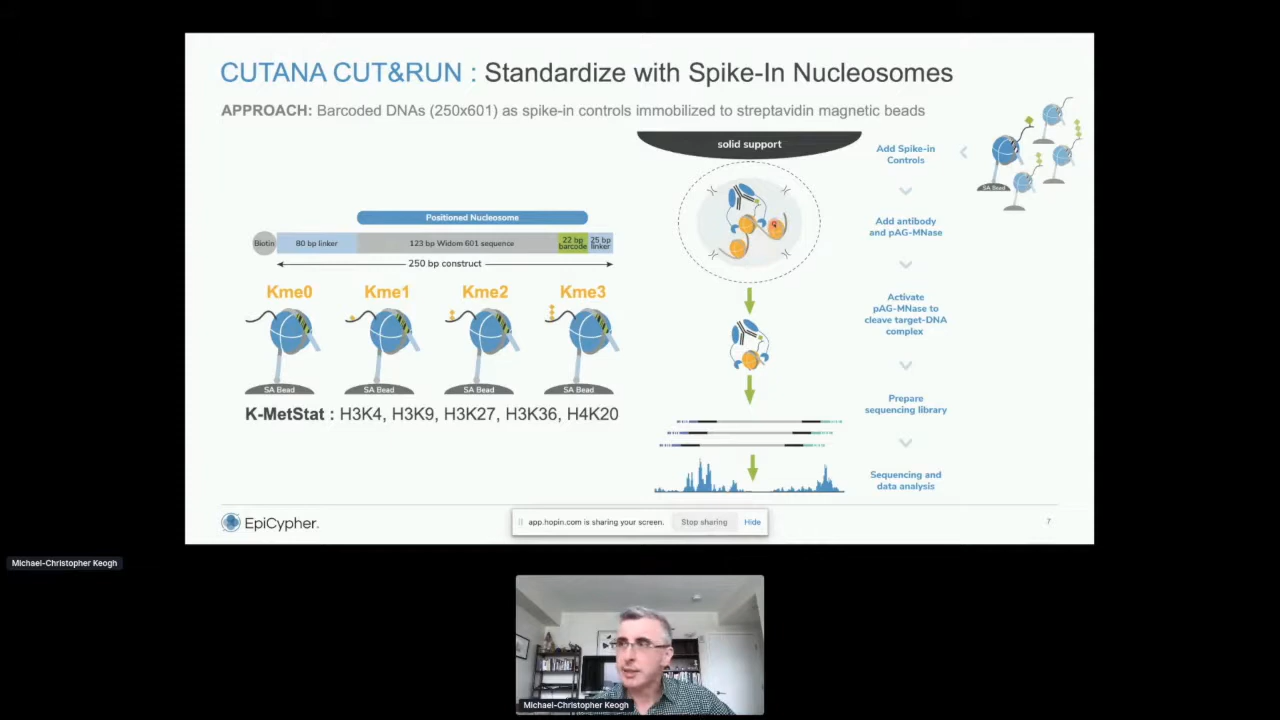 CUTANA CUT&RUN : Standardize with Spike-In Nucleosomes
APPROACH: Barcoded DNAs (250x601) as spike-in controls immobilized to streptavidin magnetic beads
Positioned Nucleosome
Biotin
80 bp linker
123 bp Widom 601 sequence
22 bp
barcode
25 bp
linker
250 bp construct
Kme0
Kme1
Kme2
Kme3
SA Bead
SA Bead
SA Bead
SA Bead
K-MetStat : H3K4, H3K9, H3K27, H3K36, H4K20
solid support
Add Spike-in
Controls
SA Bead
Add antibody
and pAG-MNase
Activate
pAG-MNase to
cleave target-DNA
complex
Prepare
sequencing library
Sequencing and
data analysis
EpiCypher.
app.hopin.com is sharing your screen.
Stop sharing
Hide
7
Michael-Christopher Keogh
Michael-Christopher Keogh